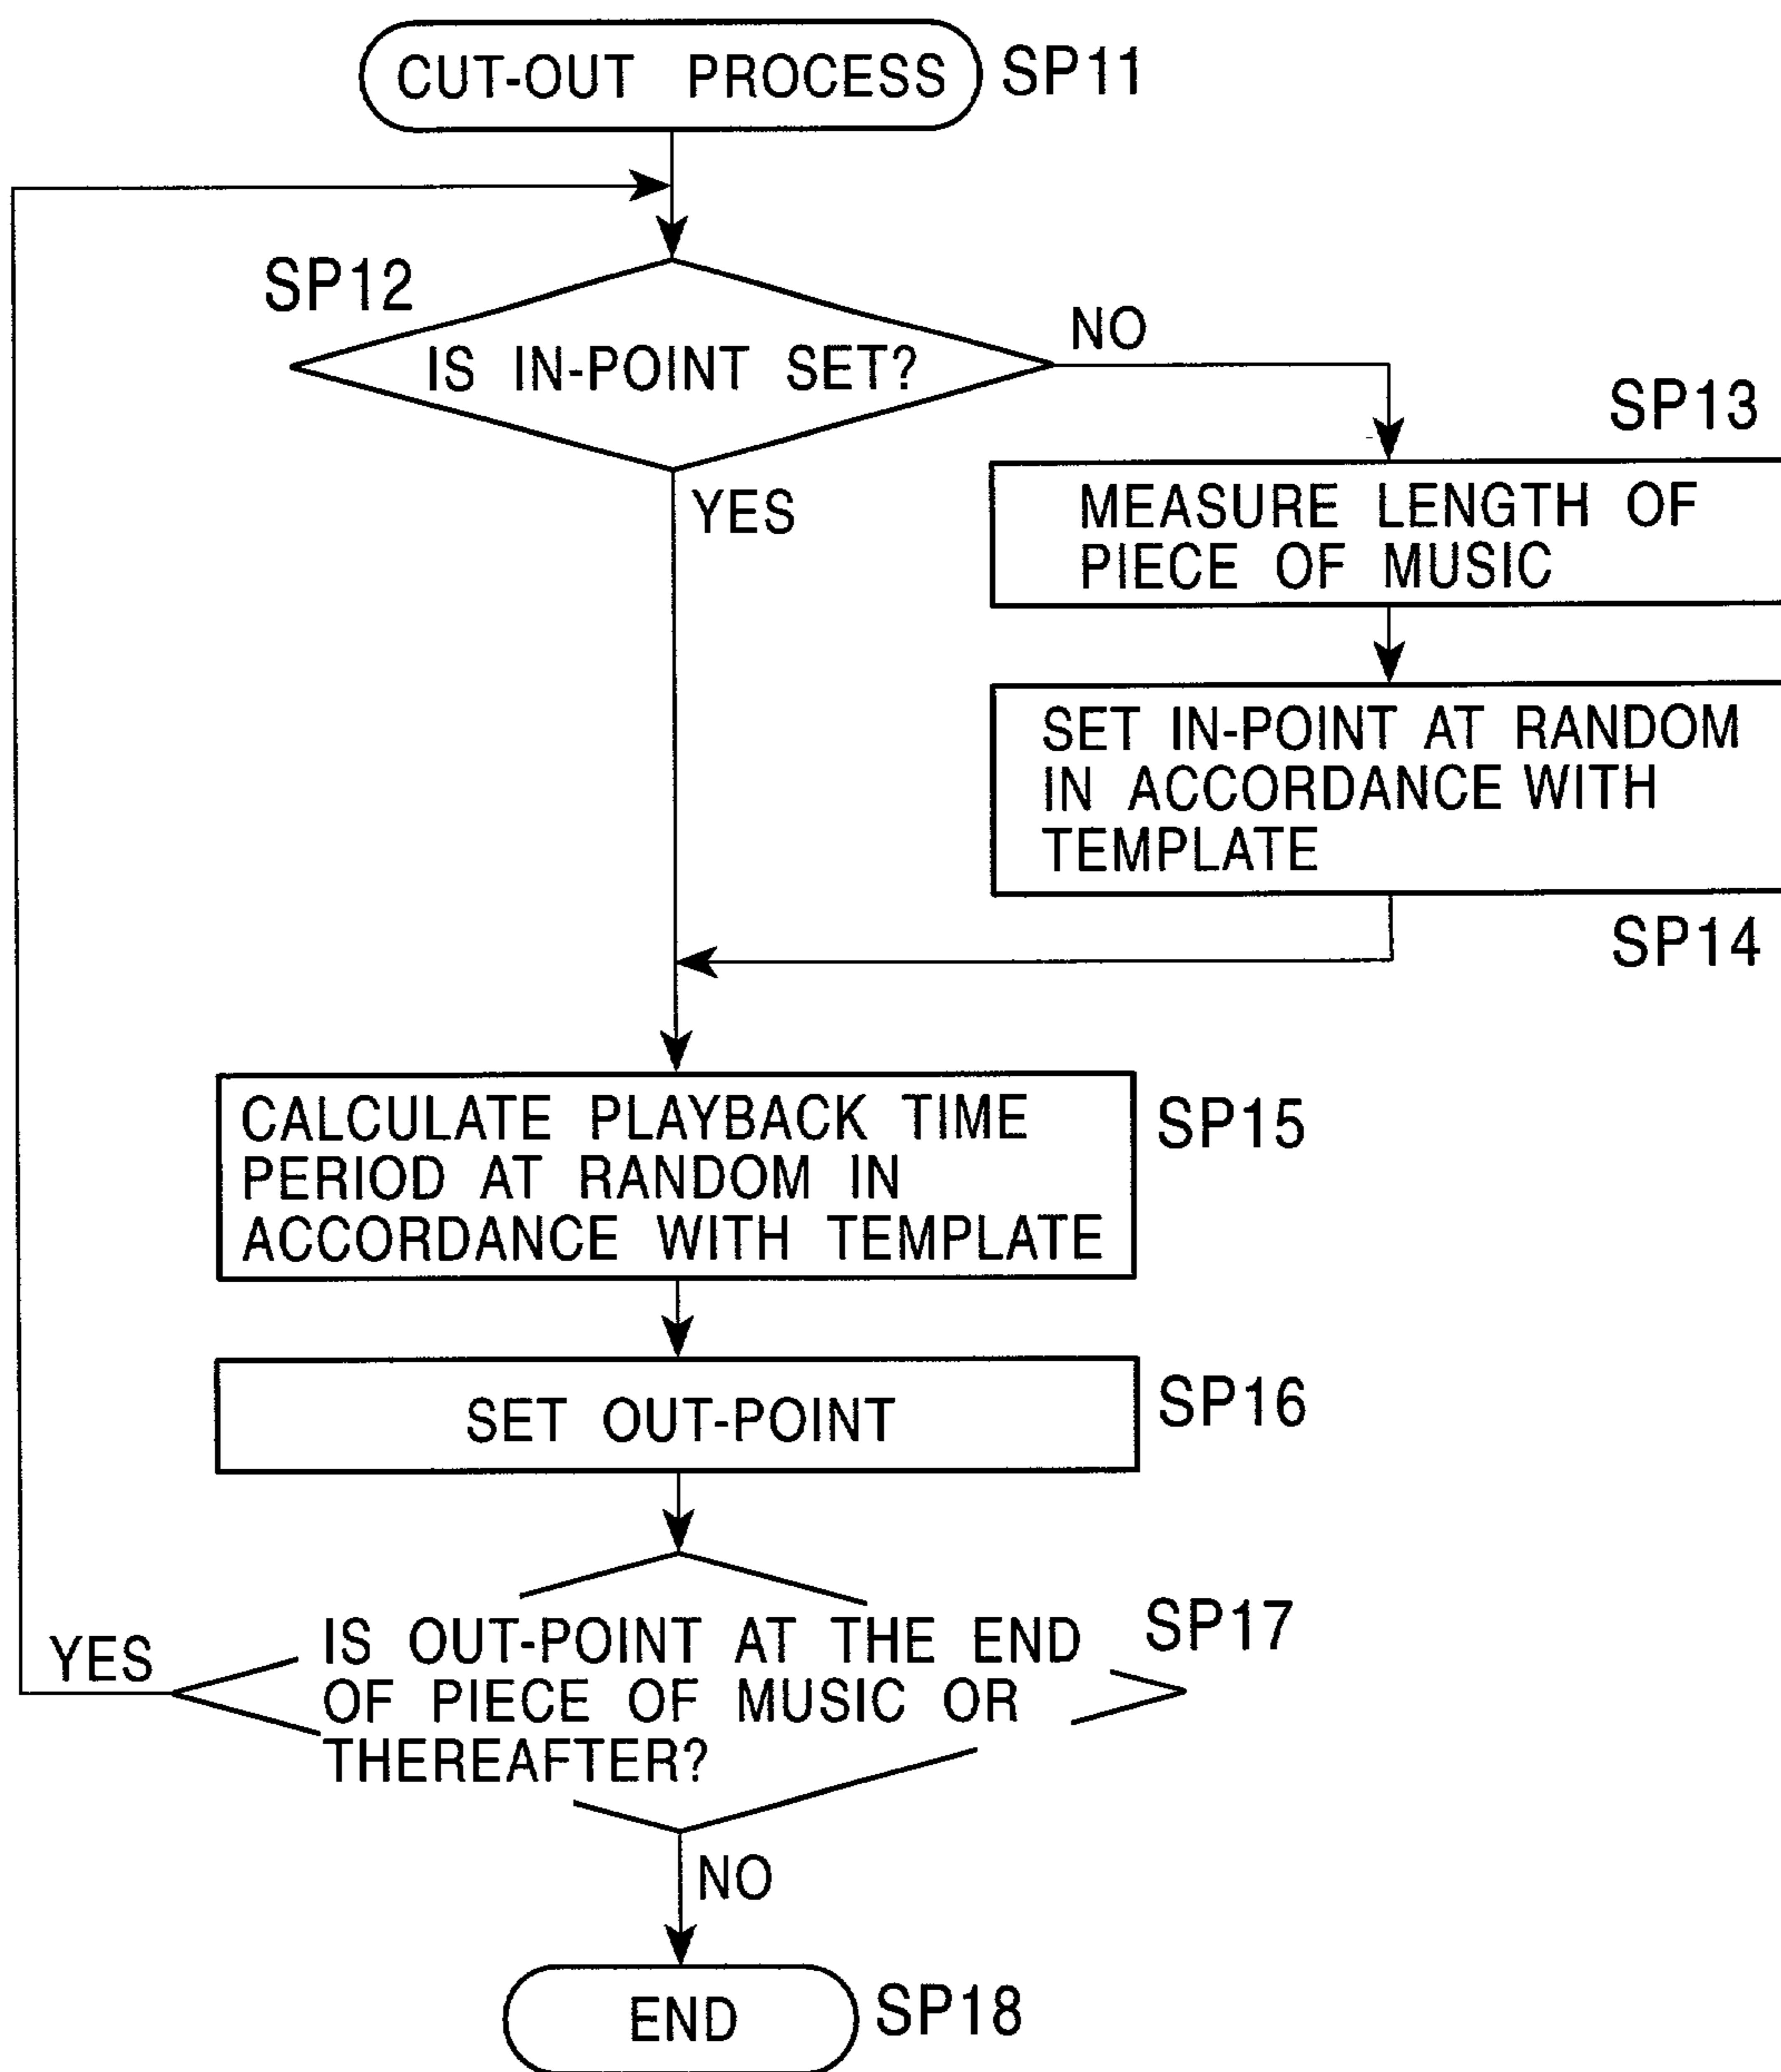 CUT-OUT PROCESS SP11
SP12
IS IN-POINT SET?
NO
YES
SP13
MEASURE LENGTH OF
PIECE OF MUSIC
SET IN-POINT AT RANDOM
IN ACCORDANCE WITH
TEMPLATE
SP14
CALCULATE PLAYBACK TIME
PERIOD AT RANDOM IN
ACCORDANCE WITH TEMPLATE
SP15
SET OUT-POINT
SP16
IS OUT-POINT AT THE END
OF PIECE OF MUSIC OR
THEREAFTER?
SP17
YES
NO
END SP18